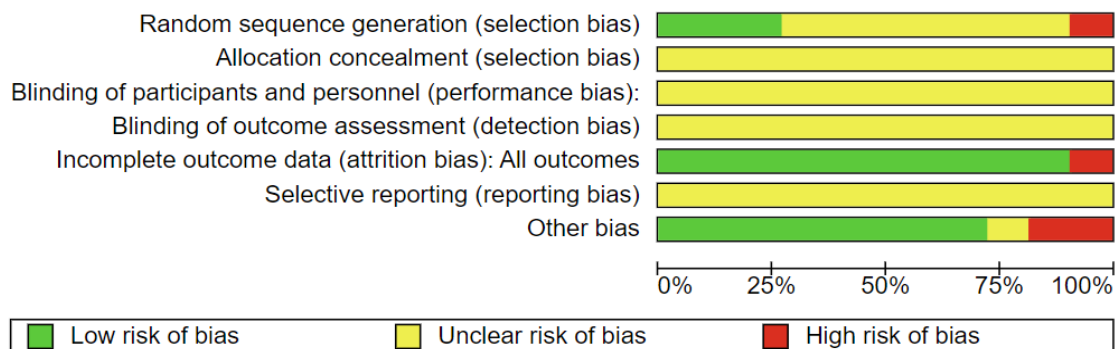 Random sequence generation (selection bias)
Allocation concealment (selection bias)
Blinding of participants and personnel (performance bias):
Blinding of outcome assessment (detection bias)
Incomplete outcome data (attrition bias): All outcomes
Selective reporting (reporting bias)
Other bias
0% 25% 50% 75% 100%
Low risk of bias Unclear risk of bias High risk of bias